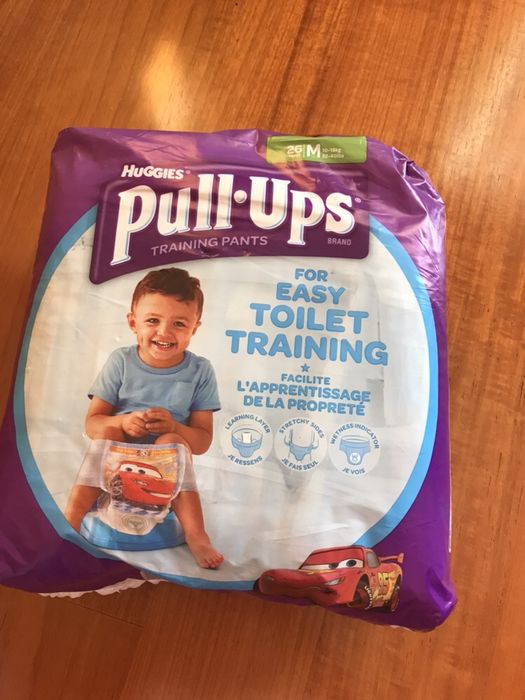 26 M
HUGGIES®
Pull·Ups®
TRAINING PANTS BRAND
FOR
EASY
TOILET
TRAINING
FACILITE
L'APPRENTISSAGE
DE LA PROPRETÉ
LEARNING LAYER
JE RESSENS
STRETCHY SIDES
JE FAIS SEUL
WETNESS INDICATOR
JE VOIS
95